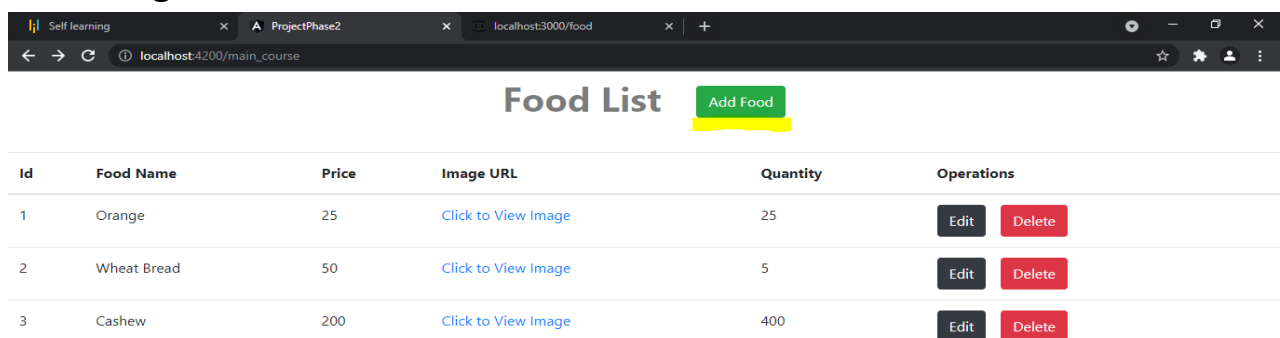 Self learning
ProjectPhase2
localhost:3000/food
localhost:4200/main_course
Food List
Add Food
Id Food Name Price Image URL Quantity Operations
1 Orange 25 Click to View Image 25 Edit Delete
2 Wheat Bread 50 Click to View Image 5 Edit Delete
3 Cashew 200 Click to View Image 400 Edit Delete